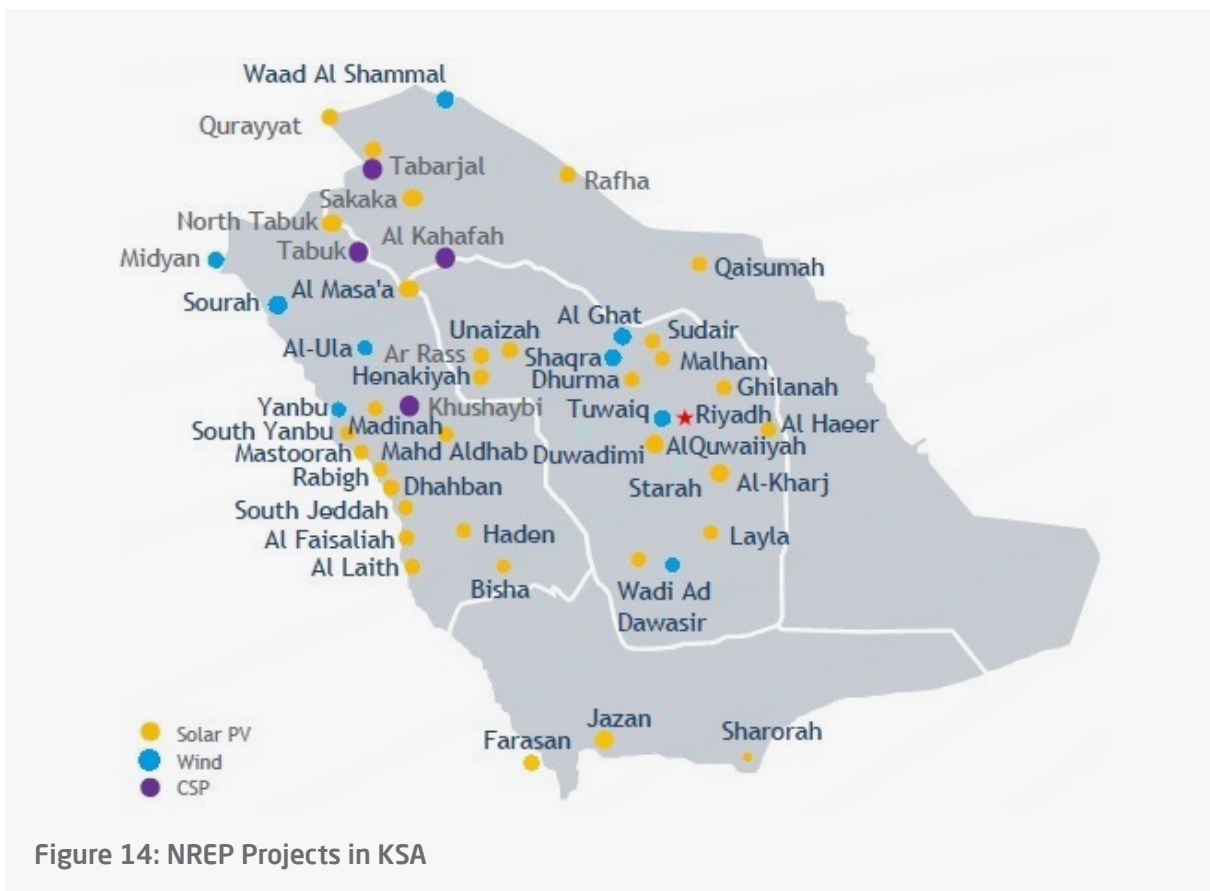 Waad Al Shammal
Qurayyat
Tabarjal
Rafha
Sakaka
North Tabuk
Al Kahafah
Tabuk
Midyan
Qaisumah
Al Masa'a
Sourah
Al Ghat
Unaizah
Sudair
Al-Ula
Ar Rass
Shaqra
Malham
Henakiyah
Dhurma
Ghilanah
Yanbu
Khushaybi
Tuwaiq
Riyadh
Al Haeer
South Yanbu
Madinah
Mastoorah
Mahd Aldhab
Duwadimi
AlQuwaiiyah
Rabigh
Dhahban
Starah
Al-Kharj
South Jeddah
Haden
Layla
Al Faisaliah
Al Laith
Bisha
Wadi Ad
Dawasir
Jazan
Farasan
Sharorah
Solar PV
Wind
CSP
Figure 14: NREP Projects in KSA